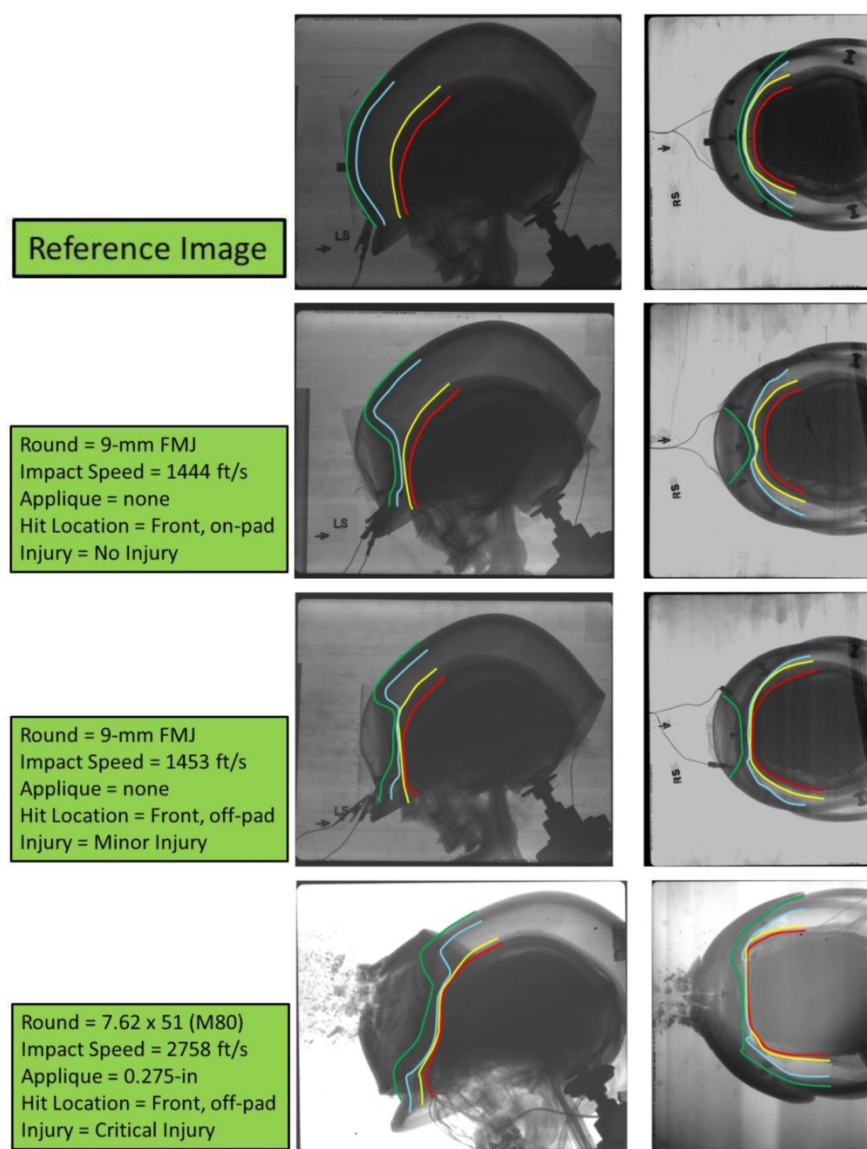 Reference Image
LS
RS
Round = 9-mm FMJ
Impact Speed = 1444 ft/s
Applique = none
Hit Location = Front, on-pad
Injury = No Injury
LS
RS
Round = 9-mm FMJ
Impact Speed = 1453 ft/s
Applique = none
Hit Location = Front, off-pad
Injury = Minor Injury
LS
RS
Round = 7.62 x 51 (M80)
Impact Speed = 2758 ft/s
Applique = 0.275-in
Hit Location = Front, off-pad
Injury = Critical Injury